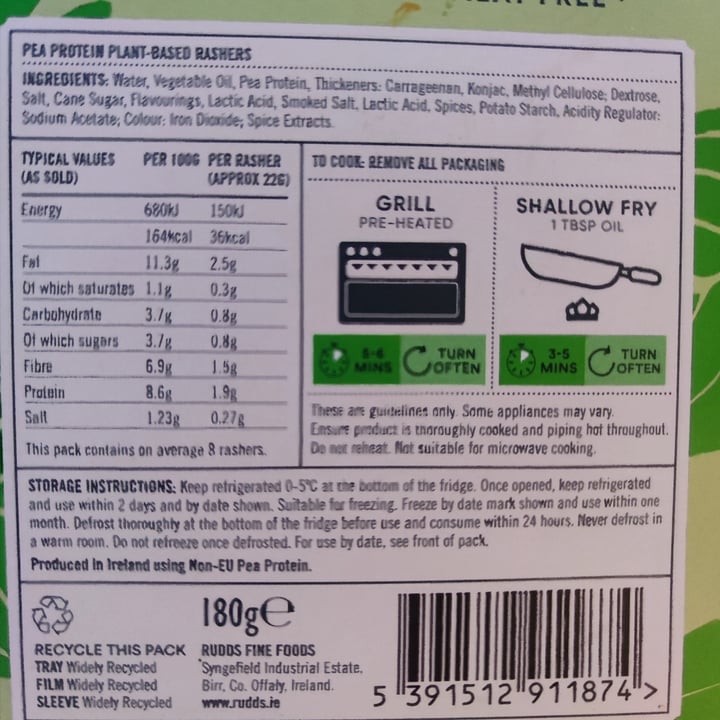 PEA PROTEIN PLANT-BASED RASHERS
INGREDIENTS: Water, Vegetable Oil, Pea Protein, Thickeners: Carrageenan, Konjac, Methyl Cellulose; Dextrose,
Salt, Cane Sugar, Flavourings, Lactic Acid, Smoked Salt, Lactic Acid, Spices, Potato Starch, Acidity Regulator:
Sodium Acetate; Colour: Iron Dioxide; Spice Extracts.
TYPICAL VALUES PER 100G PER RASHER
(AS SOLD) (APPROX 22G)
Energy 680kJ 150kJ
164kcal 36kcal
Fat 11.3g 2.5g
Of which saturates 1.1g 0.3g
Carbohydrate 3.7g 0.8g
Of which sugars 3.7g 0.8g
Fibre 6.9g 1.5g
Protein 8.6g 1.9g
Salt 1.23g 0.27g
This pack contains on average 8 rashers.
TO COOK: REMOVE ALL PACKAGING
GRILL
PRE-HEATED
5-6 MINS
TURN OFTEN
SHALLOW FRY
1 TBSP OIL
3-5 MINS
TURN OFTEN
These are guidelines only. Some appliances may vary.
Ensure product is thoroughly cooked and piping hot throughout.
Do not reheat. Not suitable for microwave cooking.
STORAGE INSTRUCTIONS: Keep refrigerated 0-5°C at the bottom of the fridge. Once opened, keep refrigerated
and use within 2 days and by date shown. Suitable for freezing. Freeze by date mark shown and use within one
month. Defrost thoroughly at the bottom of the fridge before use and consume within 24 hours. Never defrost in
a warm room. Do not refreeze once defrosted. For use by date, see front of pack.
Produced in Ireland using Non-EU Pea Protein.
180g℮
RECYCLE THIS PACK
TRAY Widely Recycled
FILM Widely Recycled
SLEEVE Widely Recycled
RUDDS FINE FOODS
Syngefield Industrial Estate,
Birr, Co. Offaly, Ireland.
www.rudds.ie
5 391512 911874 >